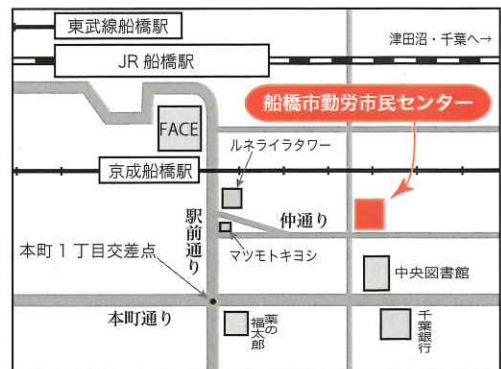 東武線船橋駅
津田沼・千葉へ→
JR 船橋駅
船橋市勤労市民センター
FACE
ルネライラタワー
京成船橋駅
駅前通り
仲通り
マツモトキヨシ
本町1丁目交差点
中央図書館
本町通り
薬の
福太郎
千葉銀行